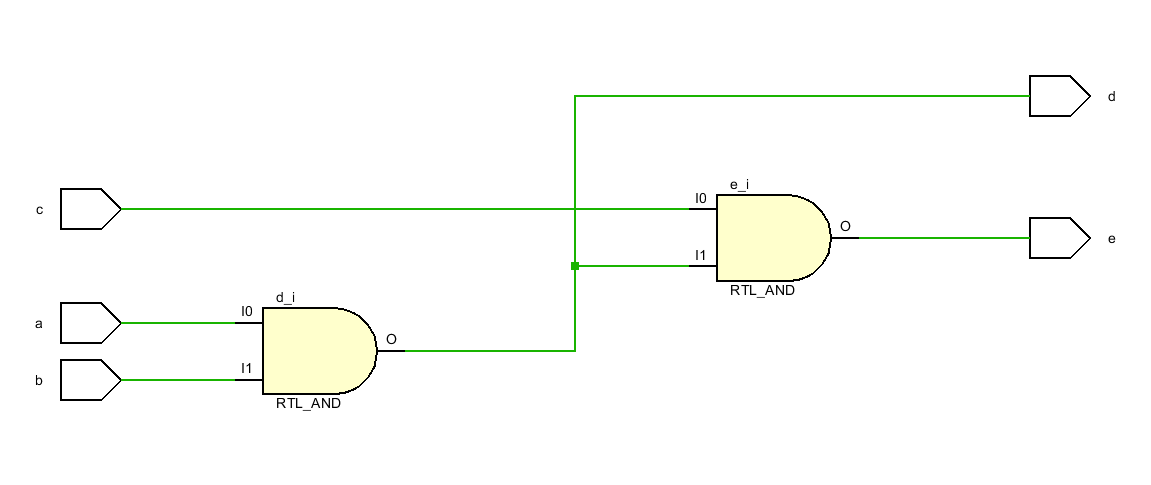 d
e_i
c
I0
O
e
I1
RTL_AND
d_i
a
I0
O
b
I1
RTL_AND